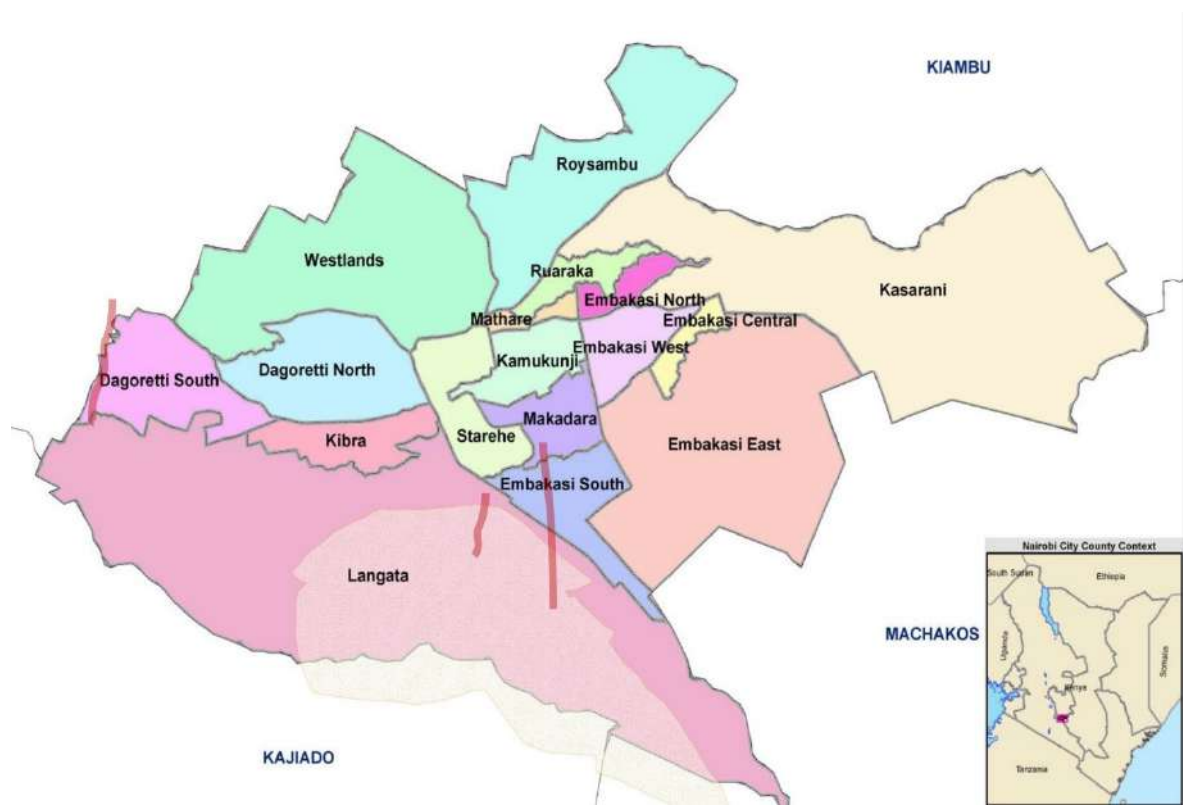 KIAMBU
Roysambu
Westlands
Ruaraka
Kasarani
Embakasi North
Mathare
Embakasi Central
Embakasi West
Kamukunji
Dagoretti North
Dagoretti South
Makadara
Starehe
Kibra
Embakasi East
Embakasi South
Langata
MACHAKOS
KAJIADO
Nairobi City County Context
South Sudan
Ethiopia
Uganda
Somalia
Kenya
Tanzania